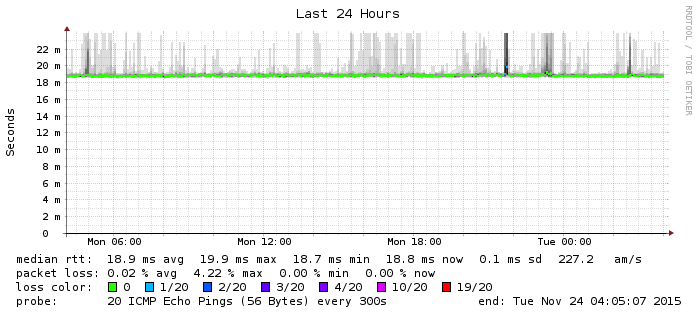 Last 24 Hours
RRDTOOL / TOBI OETIKER
Seconds
22 m
20 m
18 m
16 m
14 m
12 m
10 m
8 m
6 m
4 m
2 m
0
Mon 06:00 Mon 12:00 Mon 18:00 Tue 00:00
median rtt: 18.9 ms avg 19.9 ms max 18.7 ms min 18.8 ms now 0.1 ms sd 227.2 am/s
packet loss: 0.02 % avg 4.22 % max 0.00 % min 0.00 % now
loss color: 0 1/20 2/20 3/20 4/20 10/20 19/20
probe: 20 ICMP Echo Pings (56 Bytes) every 300s end: Tue Nov 24 04:05:07 2015